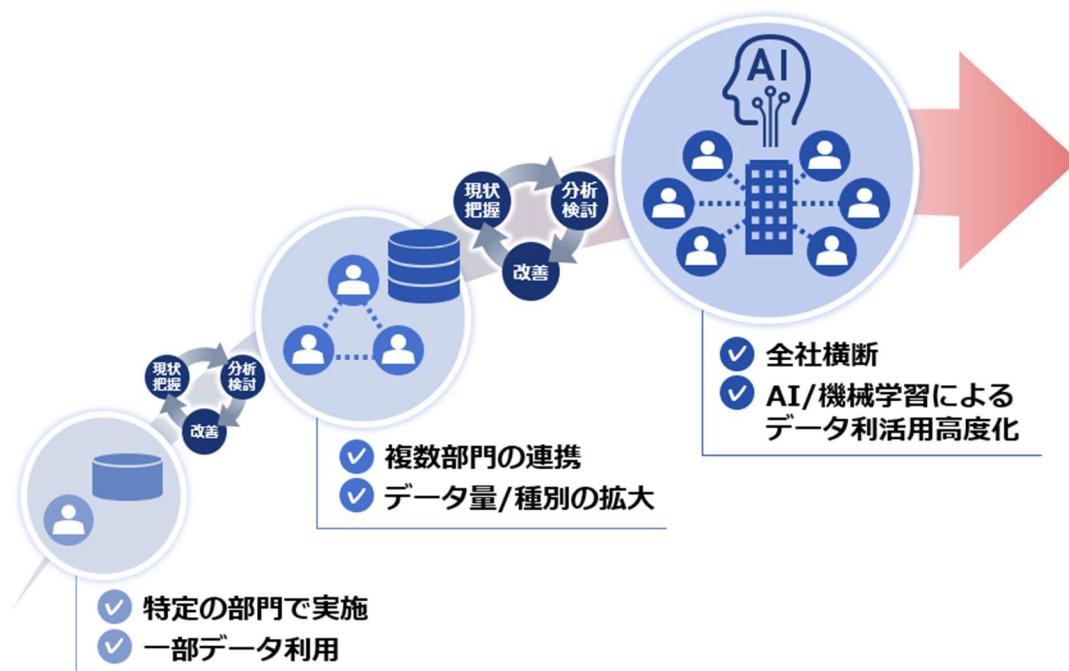 AI
現状
把握
分析
検討
改善
全社横断
AI/機械学習による
データ利活用高度化
現状
把握
分析
検討
改善
複数部門の連携
データ量/種別の拡大
特定の部門で実施
一部データ利用